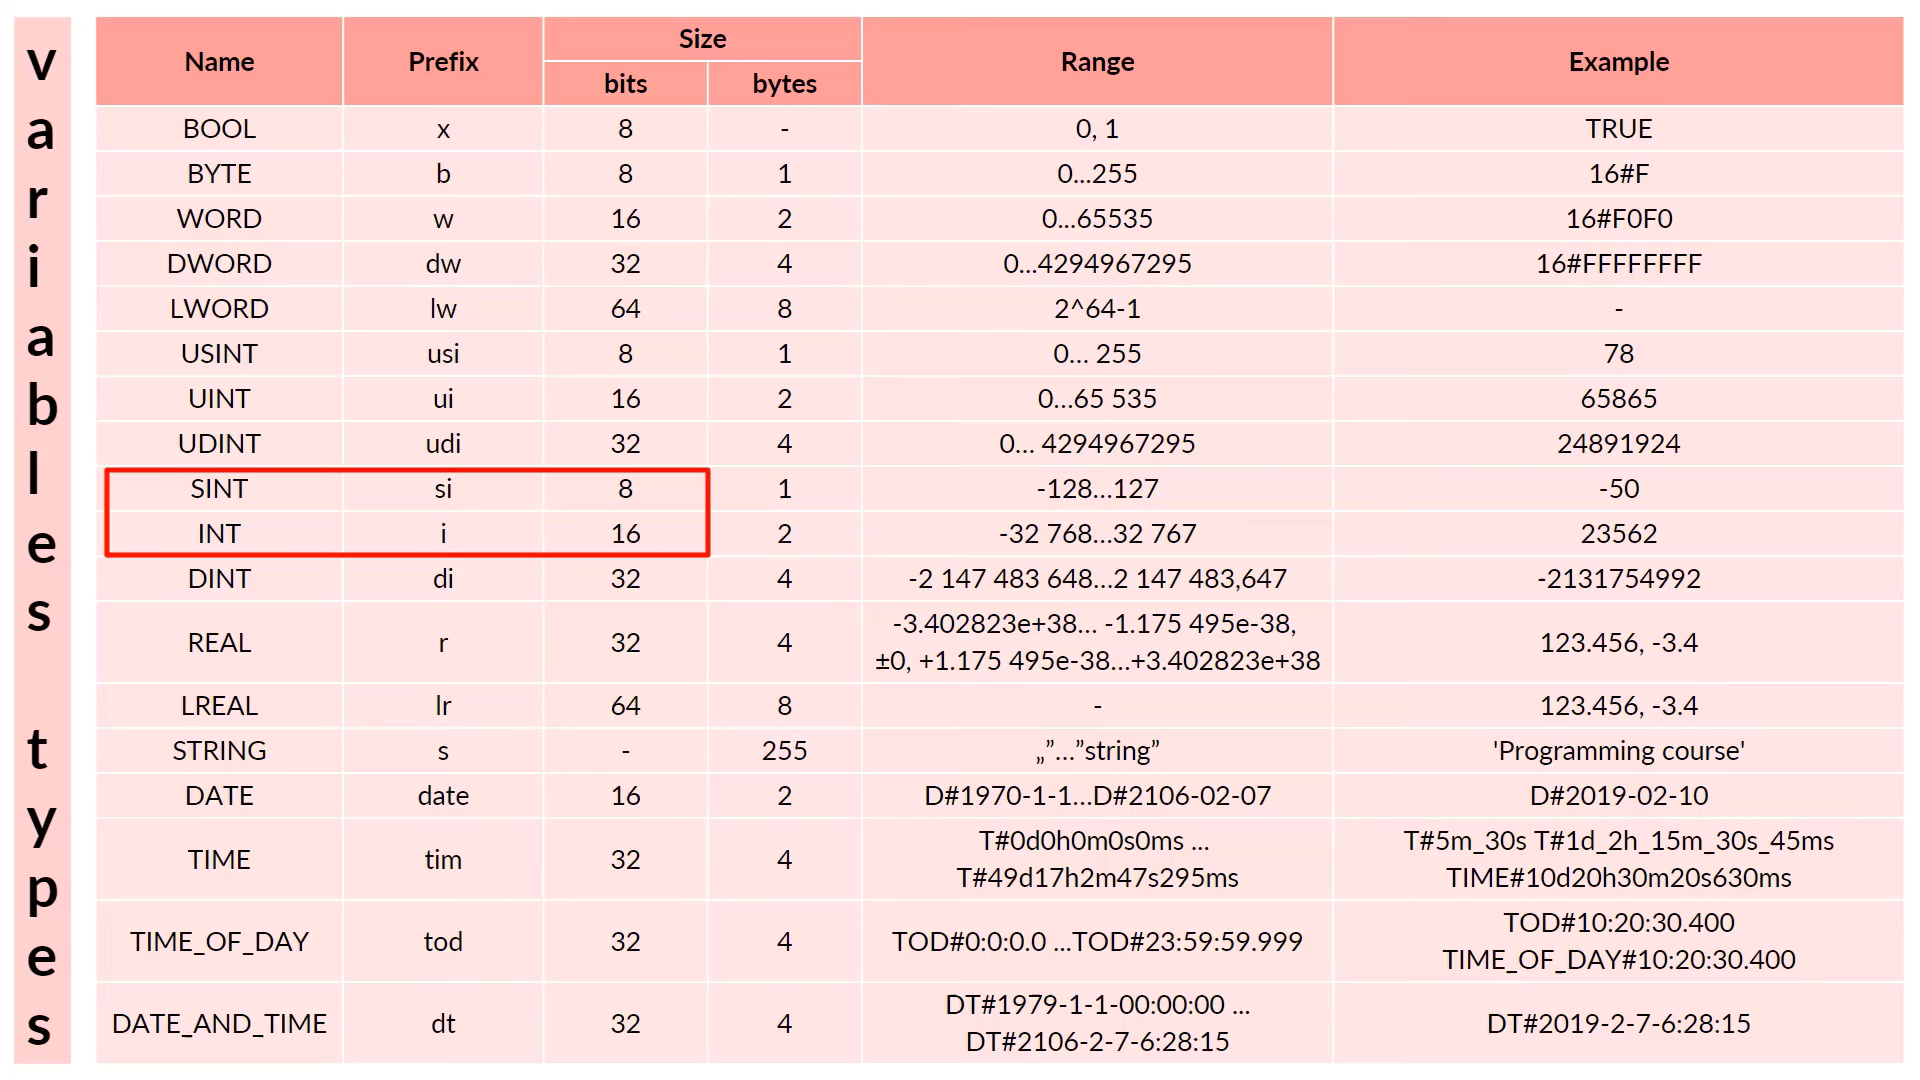 variables types
Name Prefix Size Range Example
bits bytes
BOOL x 8 - 0, 1 TRUE
BYTE b 8 1 0...255 16#F
WORD w 16 2 0...65535 16#F0F0
DWORD dw 32 4 0...4294967295 16#FFFFFFFF
LWORD lw 64 8 2^64-1 -
USINT usi 8 1 0... 255 78
UINT ui 16 2 0...65 535 65865
UDINT udi 32 4 0... 4294967295 24891924
SINT si 8 1 -128...127 -50
INT i 16 2 -32 768...32 767 23562
DINT di 32 4 -2 147 483 648...2 147 483,647 -2131754992
REAL r 32 4 -3.402823e+38... -1.175 495e-38, 123.456, -3.4
±0, +1.175 495e-38...+3.402823e+38
LREAL lr 64 8 - 123.456, -3.4
STRING s - 255 „”...”string” 'Programming course'
DATE date 16 2 D#1970-1-1...D#2106-02-07 D#2019-02-10
TIME tim 32 4 T#0d0h0m0s0ms ... T#5m_30s T#1d_2h_15m_30s_45ms
T#49d17h2m47s295ms TIME#10d20h30m20s630ms
TIME_OF_DAY tod 32 4 TOD#0:0:0.0 ...TOD#23:59:59.999 TOD#10:20:30.400
TIME_OF_DAY#10:20:30.400
DATE_AND_TIME dt 32 4 DT#1979-1-1-00:00:00 ... DT#2019-2-7-6:28:15
DT#2106-2-7-6:28:15